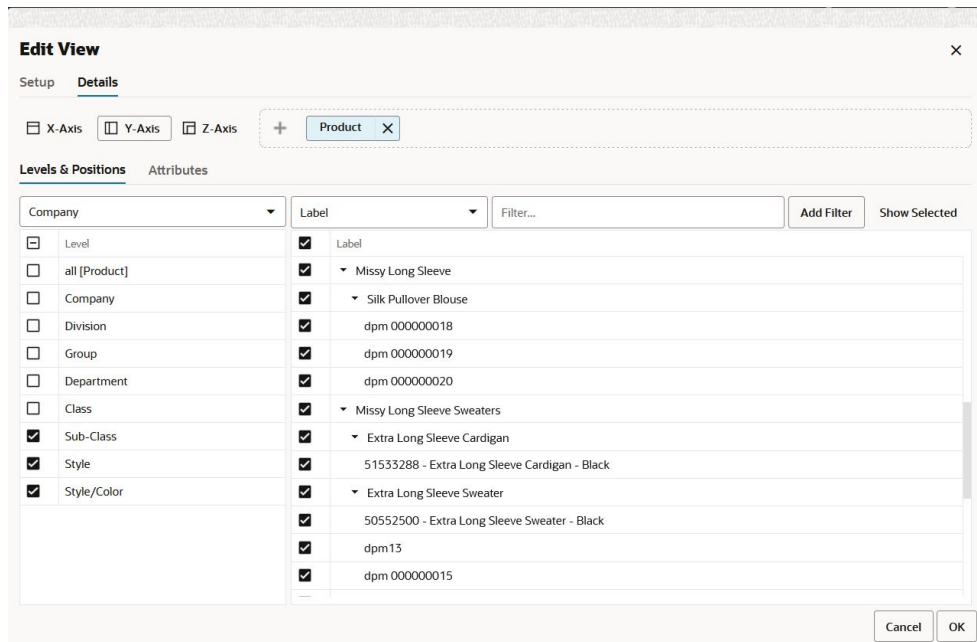 Edit View
Setup Details
X-Axis Y-Axis Z-Axis + Product
Levels & Positions Attributes
Company Label Filter... Add Filter Show Selected
Level Label
all [Product] Missy Long Sleeve
Company Silk Pullover Blouse
Division dpm 000000018
Group dpm 000000019
Department dpm 000000020
Class Missy Long Sleeve Sweaters
Sub-Class Extra Long Sleeve Cardigan
Style 51533288 - Extra Long Sleeve Cardigan - Black
Style/Color Extra Long Sleeve Sweater
50552500 - Extra Long Sleeve Sweater - Black
dpm13
dpm 000000015
Cancel OK